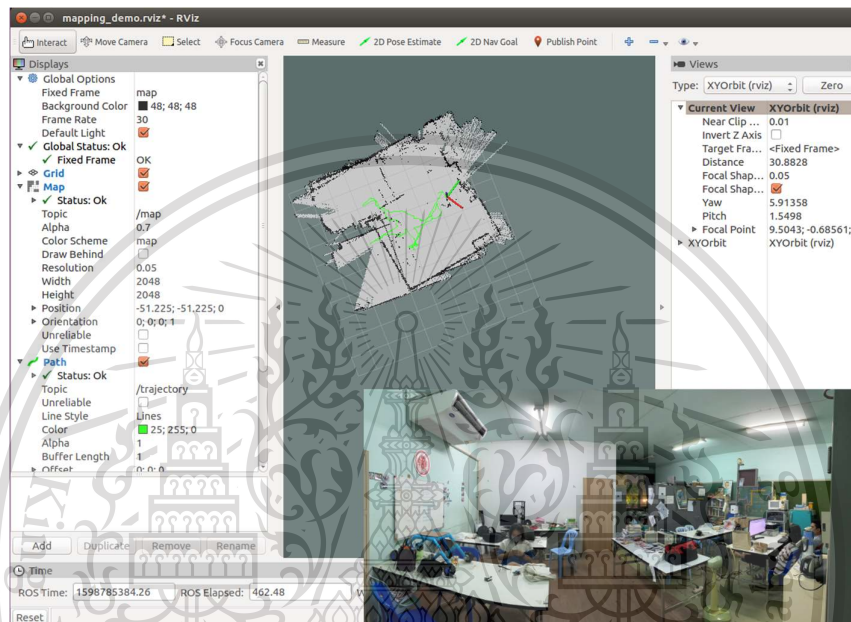 mapping_demo.rviz* - RViz
Interact Move Camera Select Focus Camera Measure 2D Pose Estimate 2D Nav Goal Publish Point
Displays
Global Options
Fixed Frame map
Background Color 48; 48; 48
Frame Rate 30
Default Light
Global Status: Ok
Fixed Frame OK
Grid
Map
Status: Ok
Topic /map
Alpha 0.7
Color Scheme map
Draw Behind
Resolution 0.05
Width 2048
Height 2048
Position -51.225; -51.225; 0
Orientation 0; 0; 0; 1
Unreliable
Use Timestamp
Path
Status: Ok
Topic /trajectory
Unreliable
Line Style Lines
Color 25; 255; 0
Alpha 1
Buffer Length 1
Offset 0; 0; 0
Add Duplicate Remove Rename
Time
ROS Time: 1598785384.26 ROS Elapsed: 462.48
Reset
Views
Type: XYOrbit (rviz) Zero
Current View XYOrbit (rviz)
Near Clip ... 0.01
Invert Z Axis
Target Fra... <Fixed Frame>
Distance 30.8828
Focal Shap... 0.05
Focal Shap...
Yaw 5.91358
Pitch 1.5498
Focal Point 9.5043; -0.68561;
XYOrbit XYOrbit (rviz)